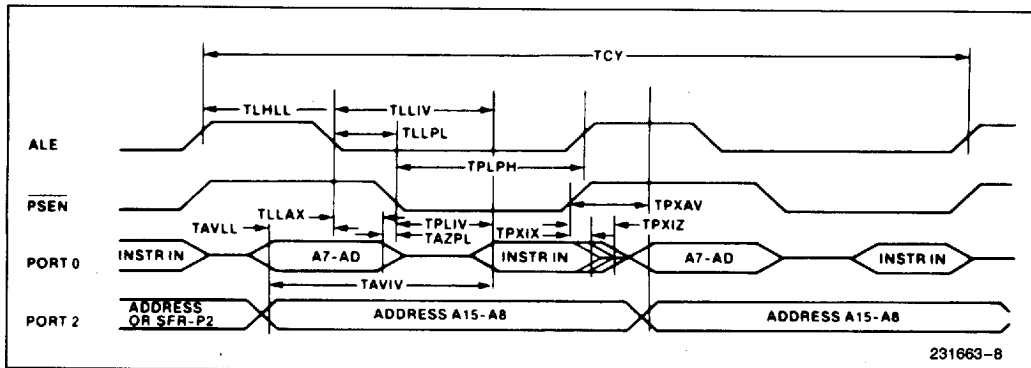 TCY
TLHLL
TLLIV
TLLPL
ALE
TPLPH
PSEN
TPXAV
TLLAX
TPLIV
TPXIZ
TAVLL
TAZPL
TPXIX
PORT 0
INSTR IN
A7-AD
INSTR IN
A7-AD
INSTR IN
TAVIV
PORT 2
ADDRESS
OR SFR-P2
ADDRESS A15-A8
ADDRESS A15-A8
231663-8